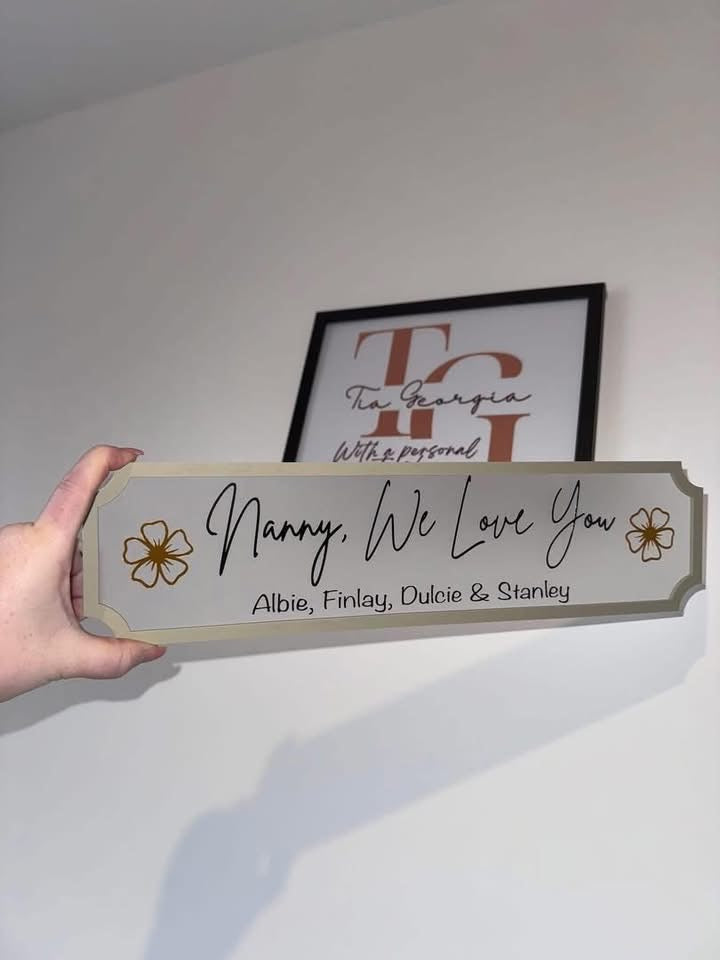 TG
Tia Georgia
With a personal
Nanny, We Love You
Albie, Finlay, Dulcie & Stanley